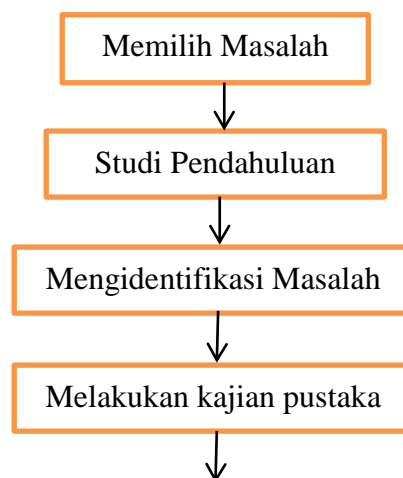 Memilih Masalah
Studi Pendahuluan
Mengidentifikasi Masalah
Melakukan kajian pustaka